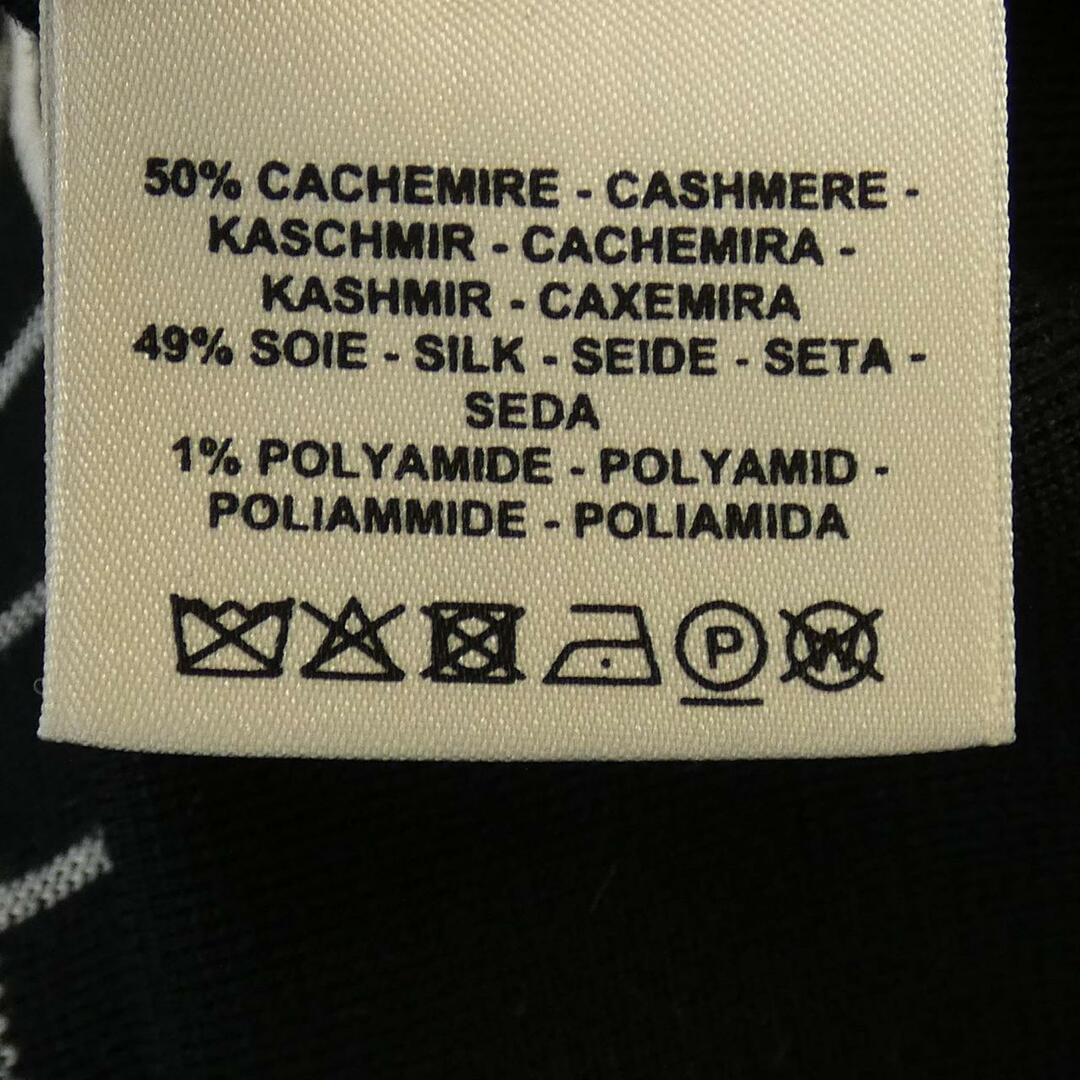 50% CACHEMIRE - CASHMERE -
KASCHMIR - CACHEMIRA -
KASHMIR - CAXEMIRA
49% SOIE - SILK - SEIDE - SETA -
SEDA
1% POLYAMIDE - POLYAMID -
POLIAMMIDE - POLIAMIDA
P W